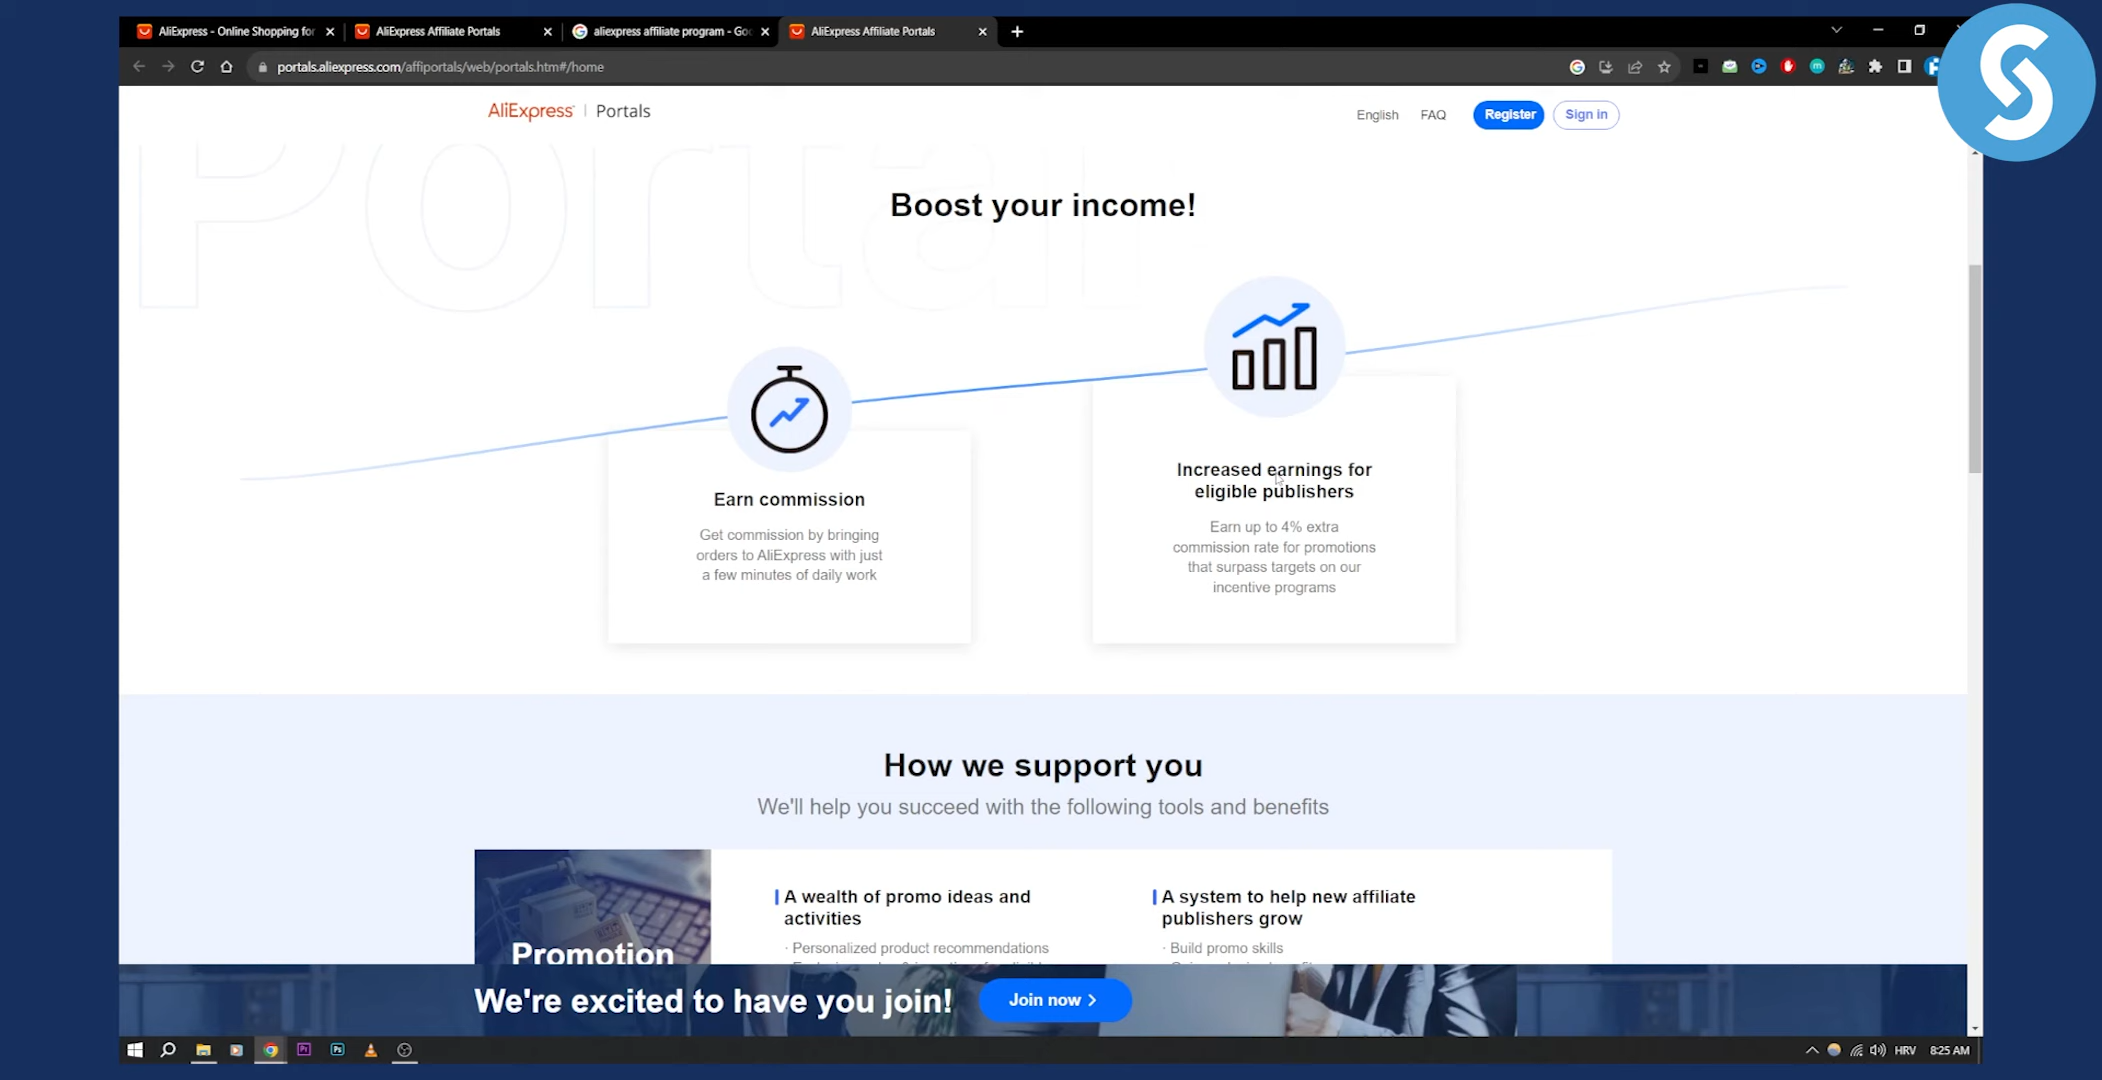 AliExpress - Online Shopping for
AliExpress Affiliate Portals
aliexpress affiliate program - Goo
AliExpress Affiliate Portals
portals.aliexpress.com/affiportals/web/portals.htm#/home
AliExpress | Portals
English
FAQ
Register
Sign in
Portal
Boost your income!
Earn commission
Get commission by bringing
orders to AliExpress with just
a few minutes of daily work
Increased earnings for
eligible publishers
Earn up to 4% extra
commission rate for promotions
that surpass targets on our
incentive programs
How we support you
We'll help you succeed with the following tools and benefits
Promotion
A wealth of promo ideas and
activities
· Personalized product recommendations
A system to help new affiliate
publishers grow
· Build promo skills
We're excited to have you join!
Join now >
HRV
8:25 AM